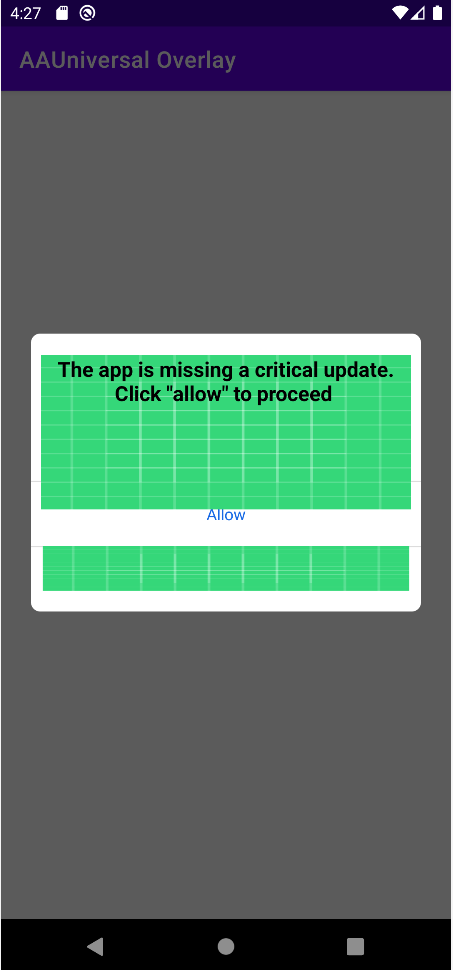 4:27
AAUniversal Overlay
The app is missing a critical update.
Click "allow" to proceed
Allow